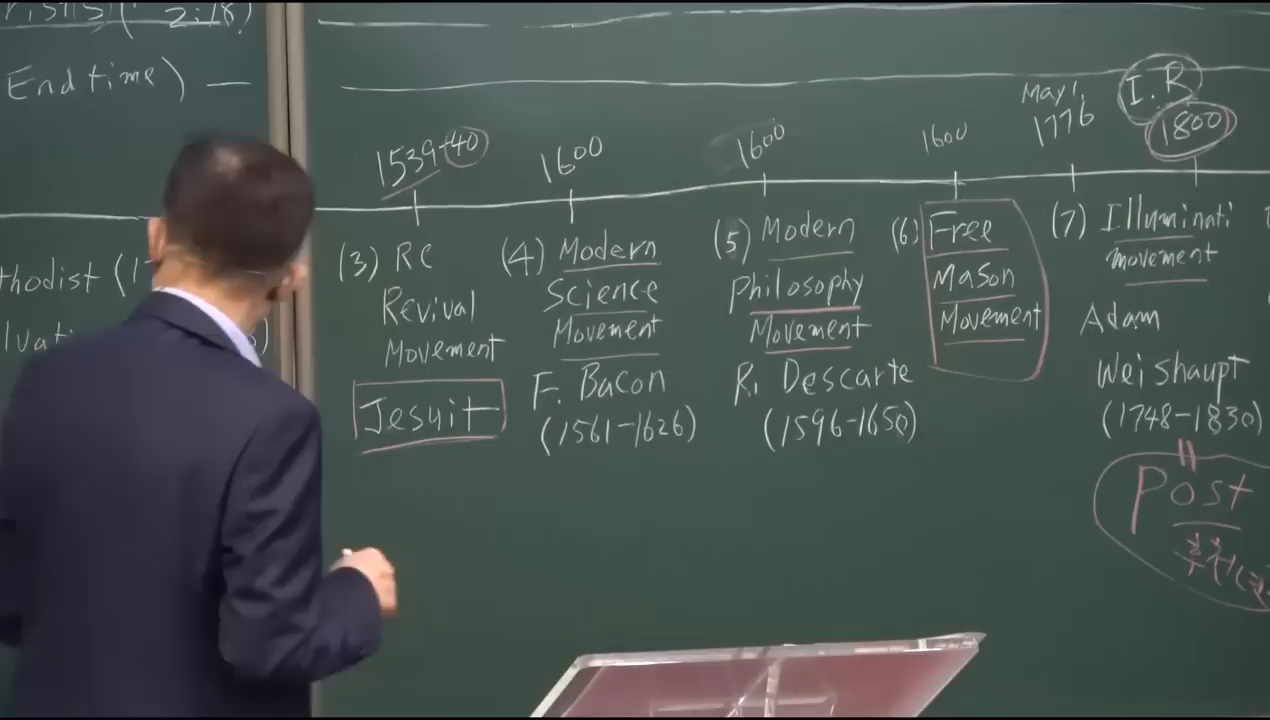 2:18)
End time) —
thodist (1
1539-40
1600
1600
1600
May 1.
1776
I.R
1800
(3) RC
Revival
Movement
Jesuit
(4) Modern
Science
Movement
F. Bacon
(1561-1626)
(5) Modern
Philosophy
Movement
R. Descarte
(1596-1650)
(6) Free
Mason
Movement
(7) Illuminati
movement
Adam
Weishaupt
(1748-1830)
Post